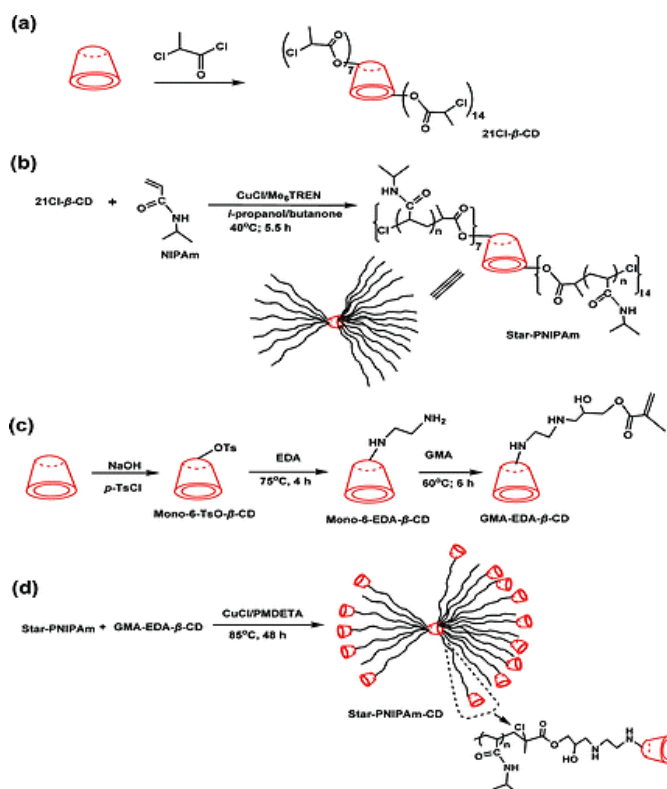 (a)
Cl
Cl
O
Cl
O
O
7
O
O
Cl
14
21Cl-β-CD
(b)
21Cl-β-CD + O NH NIPAm
CuCl/Me6TREN
i-propanol/butanone
40°C; 5.5 h
HN O
Cl n O O 7
O O n Cl 14
O NH
Star-PNIPAm
(c)
NaOH
p-TsCl
OTs
Mono-6-TsO-β-CD
EDA
75°C, 4 h
NH2
HN
Mono-6-EDA-β-CD
GMA
60°C; 6 h
HO
HN
HN
O
O
GMA-EDA-β-CD
(d)
Star-PNIPAm + GMA-EDA-β-CD
CuCl/PMDETA
85°C, 48 h
Star-PNIPAm-CD
Cl O
n O OH N H H N
O NH